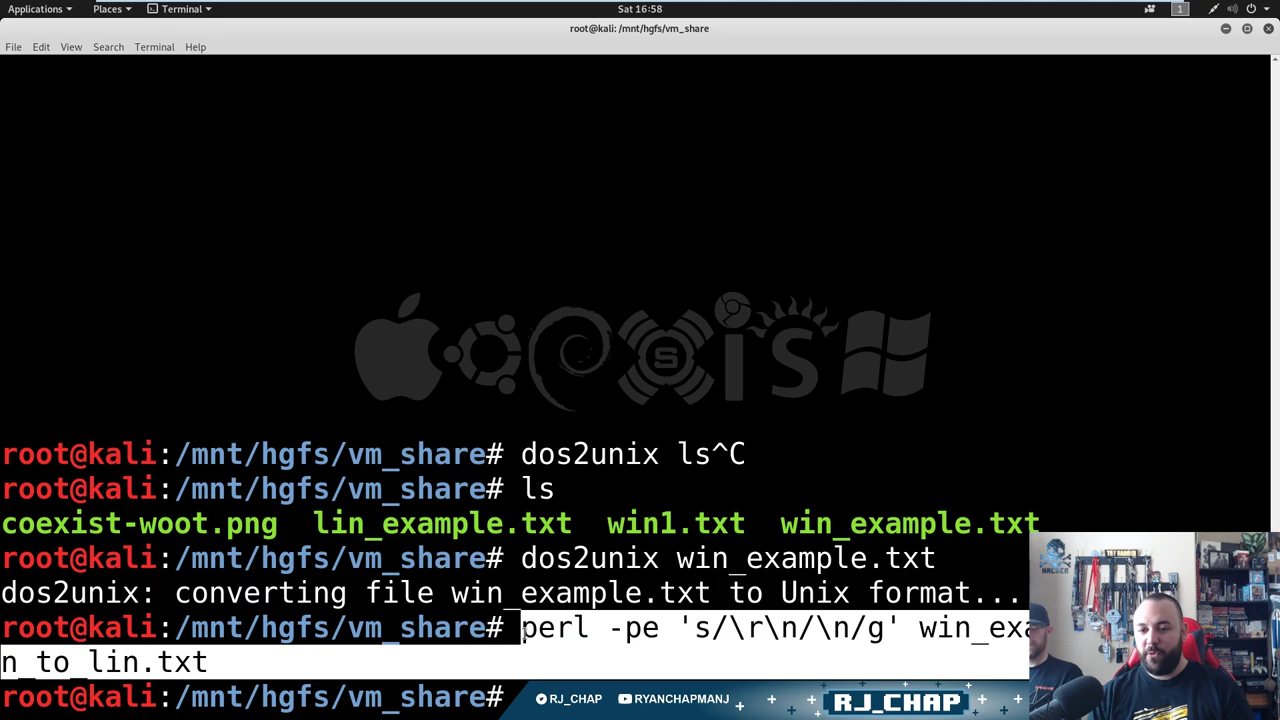 Applications Places Terminal Sat 16:58 1
root@kali: /mnt/hgfs/vm_share
File Edit View Search Terminal Help
root@kali:/mnt/hgfs/vm_share# dos2unix ls^C
root@kali:/mnt/hgfs/vm_share# ls
coexist-woot.png lin_example.txt win1.txt win_example.txt
root@kali:/mnt/hgfs/vm_share# dos2unix win_example.txt
dos2unix: converting file win_example.txt to Unix format...
root@kali:/mnt/hgfs/vm_share# perl -pe 's/\r\n/\n/g' win_exa
n_to_lin.txt
root@kali:/mnt/hgfs/vm_share#
RJ_CHAP RYANCHAPMANJ RJ_CHAP